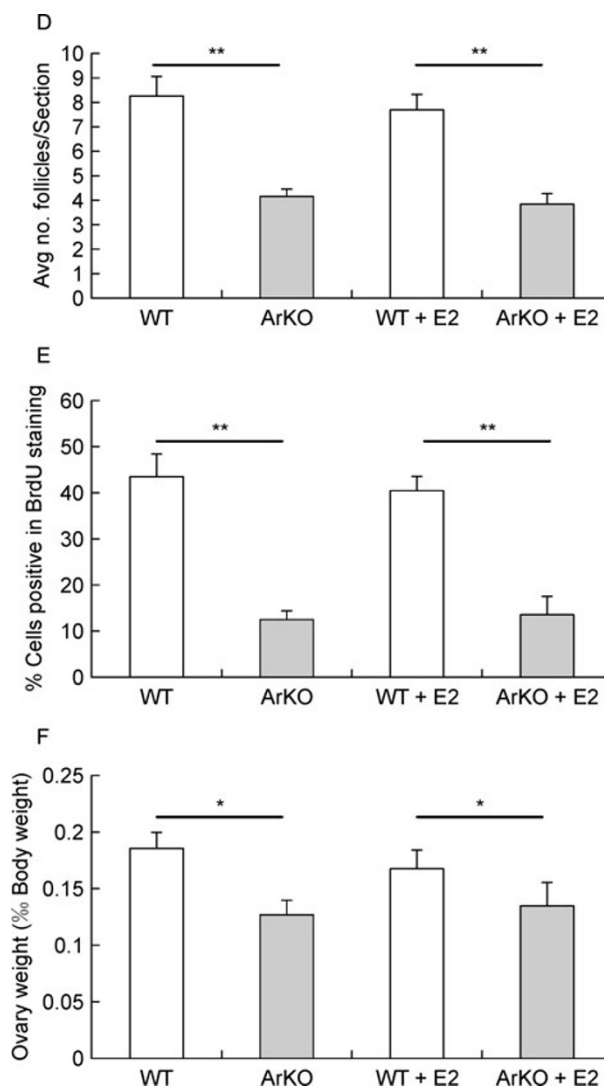 D
Avg no. follicles/Section
10
9
8
7
6
5
4
3
2
1
0
**
**
WT
ArKO
WT + E2
ArKO + E2
E
% Cells positive in BrdU staining
60
50
40
30
20
10
0
**
**
WT
ArKO
WT + E2
ArKO + E2
F
Ovary weight (‰ Body weight)
0.25
0.2
0.15
0.1
0.05
0
*
*
WT
ArKO
WT + E2
ArKO + E2